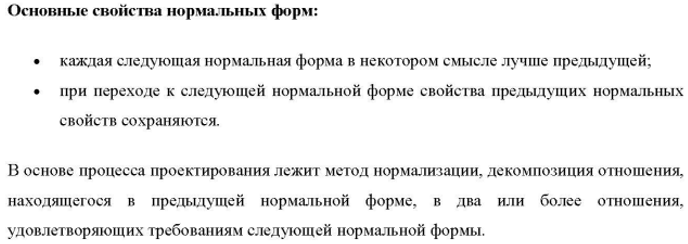 Основные свойства нормальных форм:
• каждая следующая нормальная форма в некотором смысле лучше предыдущей;
• при переходе к следующей нормальной форме свойства предыдущих нормальных
свойств сохраняются.
В основе процесса проектирования лежит метод нормализации, декомпозиция отношения,
находящегося в предыдущей нормальной форме, в два или более отношения,
удовлетворяющих требованиям следующей нормальной формы.